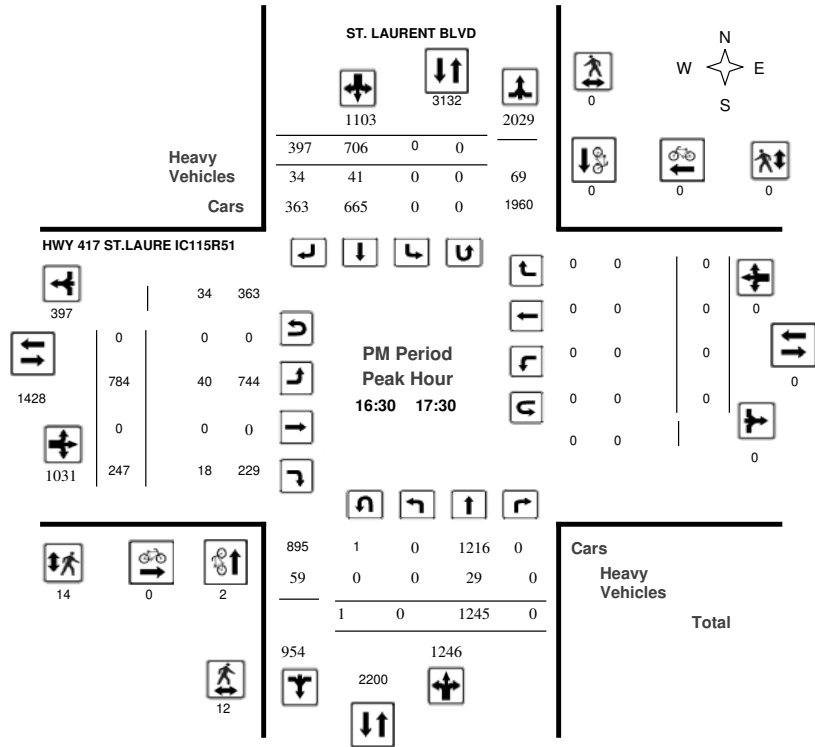 ST. LAURENT BLVD
N
W E
S
3132
0
1103 2029
397 706 0 0
Heavy
Vehicles
34 41 0 0 69
0 0 0
Cars 363 665 0 0 1960
HWY 417 ST.LAURE IC115R51
0 0 0
34 363
397
0
0 0 0
0 0 0
PM Period
0 0 0
Peak Hour
784 40 744
1428
0
16:30 17:30
0 0 0
0 0 0
0 0
1031
247 18 229
0
895 1 0 1216 0 Cars
59 0 0 29 0 Heavy
Vehicles
14 0 2
1 0 1245 0 Total
954 1246
2200
12